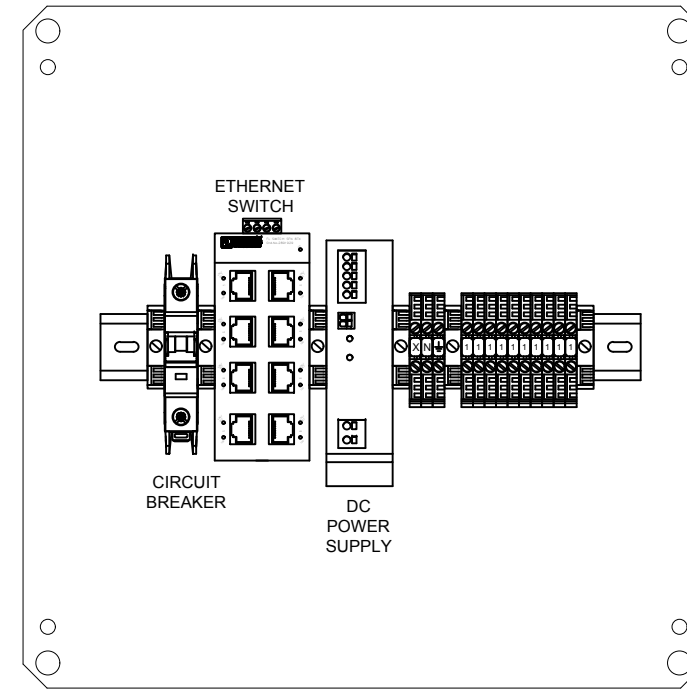 ETHERNET
SWITCH
X N 1 1 1 1 1 1 1 1 1 1
CIRCUIT
BREAKER
DC
POWER
SUPPLY